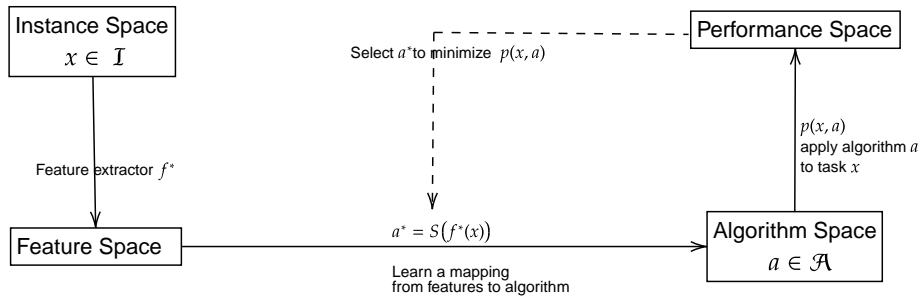 Instance Space
x ∈ I
Performance Space
Select a* to minimize p(x, a)
p(x, a)
apply algorithm a
to task x
Feature extractor f*
Feature Space
a* = S(f*(x))
Algorithm Space
a ∈ A
Learn a mapping
from features to algorithm